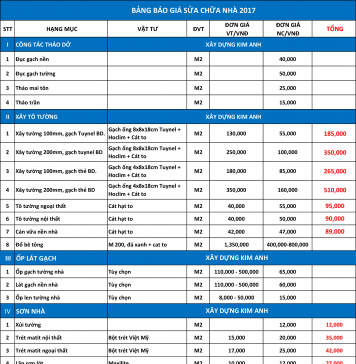 BẢNG BÁO GIÁ SỬA CHỮA NHÀ 2017
STT HẠNG MỤC VẬT TƯ ĐVT ĐƠN GIÁ VT/VNĐ ĐƠN GIÁ NC/VNĐ TỔNG
I CÔNG TÁC THÁO DỠ XÂY DỰNG KIM ANH
1 Đục gạch nền M2 40,000
2 Đục gạch tường M2 50,000
3 Tháo mái tôn M2 25,000
4 Tháo trần M2 15,000
II XÂY TÔ TƯỜNG XÂY DỰNG KIM ANH
1 Xây tường 100mm, gạch Tuynel BD. Gạch ống 8x8x18cm Tuynel + Hoclim + Cát to M2 130,000 55,000 185,000
2 Xây tường 200mm, gạch tuynel BD Gạch ống 8x8x18cm Tuynel + Hoclim + Cát to M2 250,000 100,000 350,000
3 Xây tường 100mm, gạch thẻ BD. Gạch ống 4x8x18cm Tuynel + Hoclim + Cát to M2 180,000 85,000 265,000
4 Xây tường 200mm, gạch thẻ BD Gạch ống 4x8x18cm Tuynel + Hoclim + Cát to M2 350,000 160,000 510,000
5 Tô tường ngoại thất Cát hạt to M2 40,000 55,000 95,000
6 Tô tường nội thất Cát hạt to M2 40,000 50,000 90,000
7 Cán vữa nền nhà Cát hạt to M2 42,000 47,000 89,000
8 Đổ bê tông M 200, đá xanh + cat to M2 1,350,000 400,000-800,000
III ỐP LÁT GẠCH XÂY DỰNG KIM ANH
1 Ốp gạch tường nhà Tùy chọn M2 110,000 - 500,000 65,000
2 Lát gạch nền nhà Tùy chọn M2 110,000 - 500,000 60,000
3 Ốp len tường nhà Tùy chọn M2 8,000 - 50,000 15,000
IV SƠN NHÀ XÂY DỰNG KIM ANH
1 Xủi tường M2 12,000 12,000
2 Trét matit nội thất Bột trét Việt Mỹ M2 15,000 20,000 35,000
3 Trét matit ngoại thất Bột trét Việt Mỹ M2 17,000 25,000 42,000